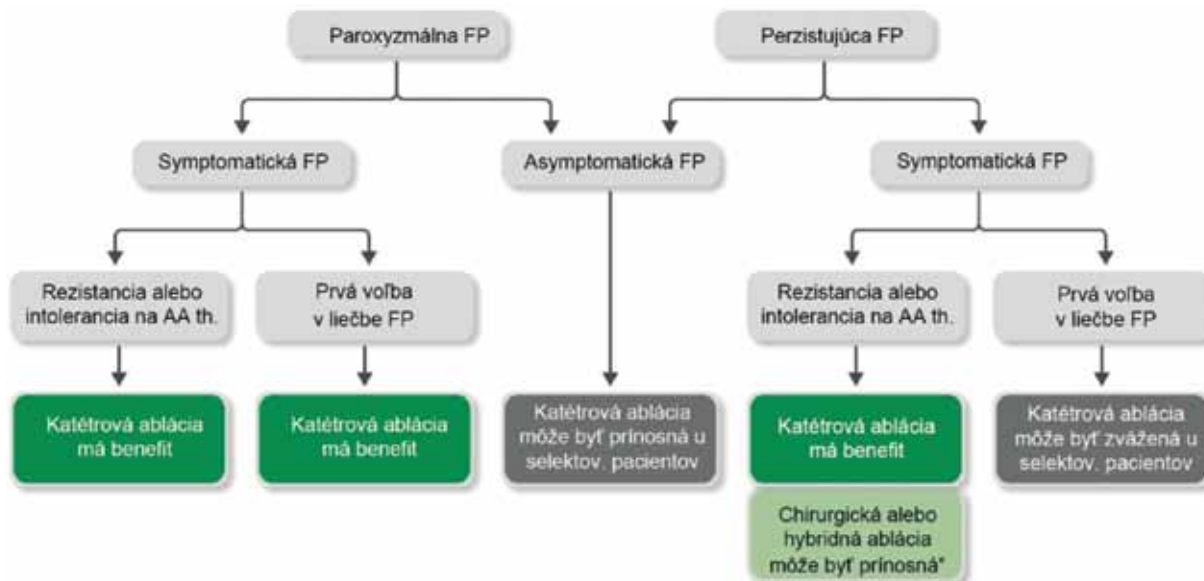 Paroxyzmálna FP
Perzistujúca FP
Symptomatická FP
Asymptomatická FP
Symptomatická FP
Rezistancia alebo
intolerancia na AA th.
Prvá voľba
v liečbe FP
Rezistancia alebo
intolerancia na AA th.
Prvá voľba
v liečbe FP
Katétrová ablácia
má benefit
Katétrová ablácia
má benefit
Katétrová ablácia
môže byť prínosná u
selektov. pacientov
Katétrová ablácia
má benefit
Katétrová ablácia
môže byť zvážená u
selektov. pacientov
Chirurgická alebo
hybridná ablácia
môže byť prínosná*